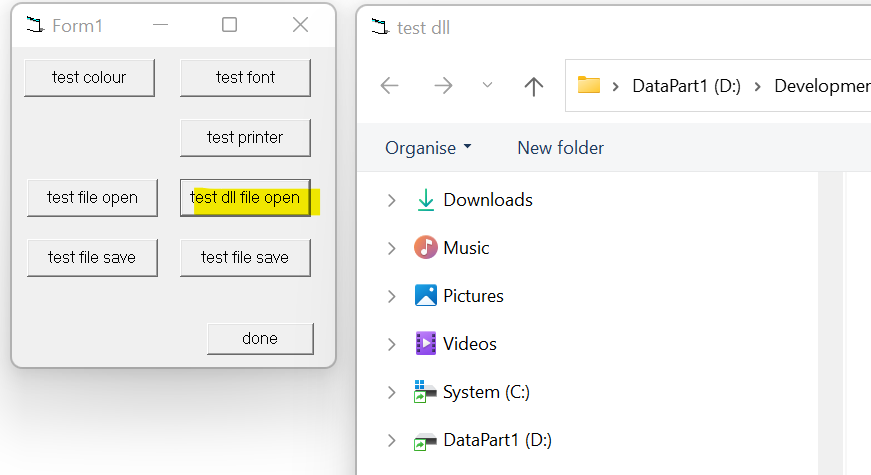 Form1
test colour
test font
test printer
test file open
test dll file open
test file save
test file save
done
test dll
DataPart1 (D:)
Developmen
Organise
New folder
Downloads
Music
Pictures
Videos
System (C:)
DataPart1 (D:)